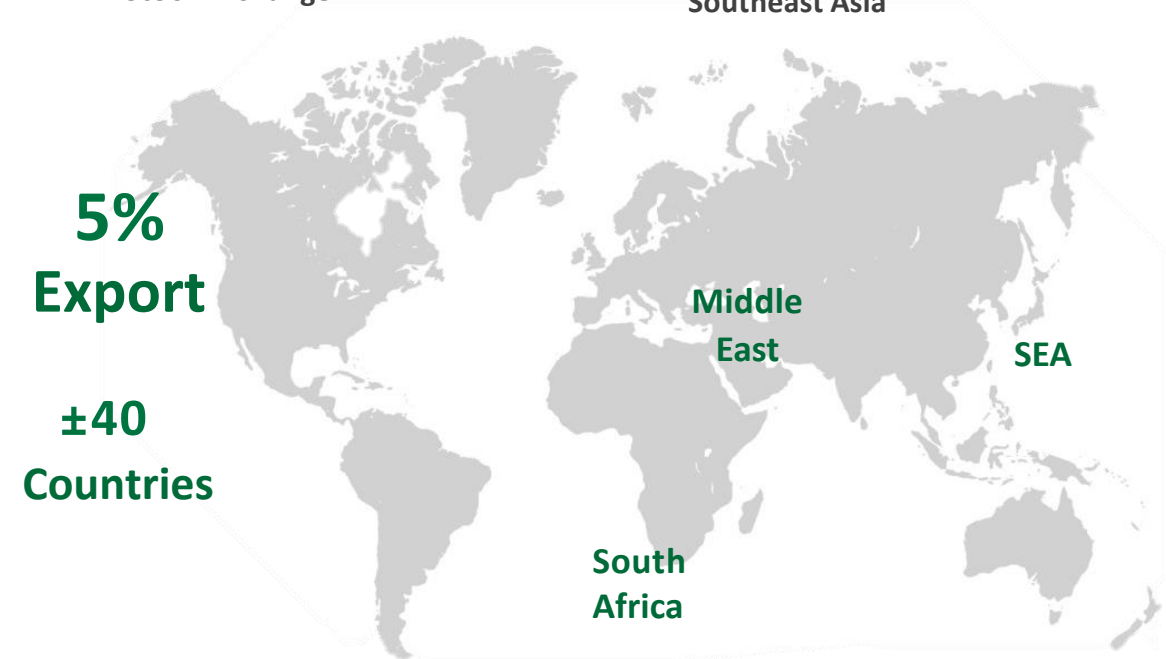 Southeast Asia
5%
Export
Middle
East
SEA
±40
Countries
South
Africa